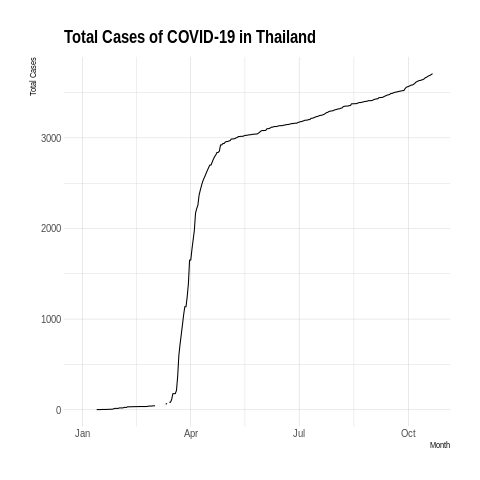 Total Cases of COVID-19 in Thailand
Total Cases
3000
2000
1000
0
Jan
Apr
Jul
Oct
Month